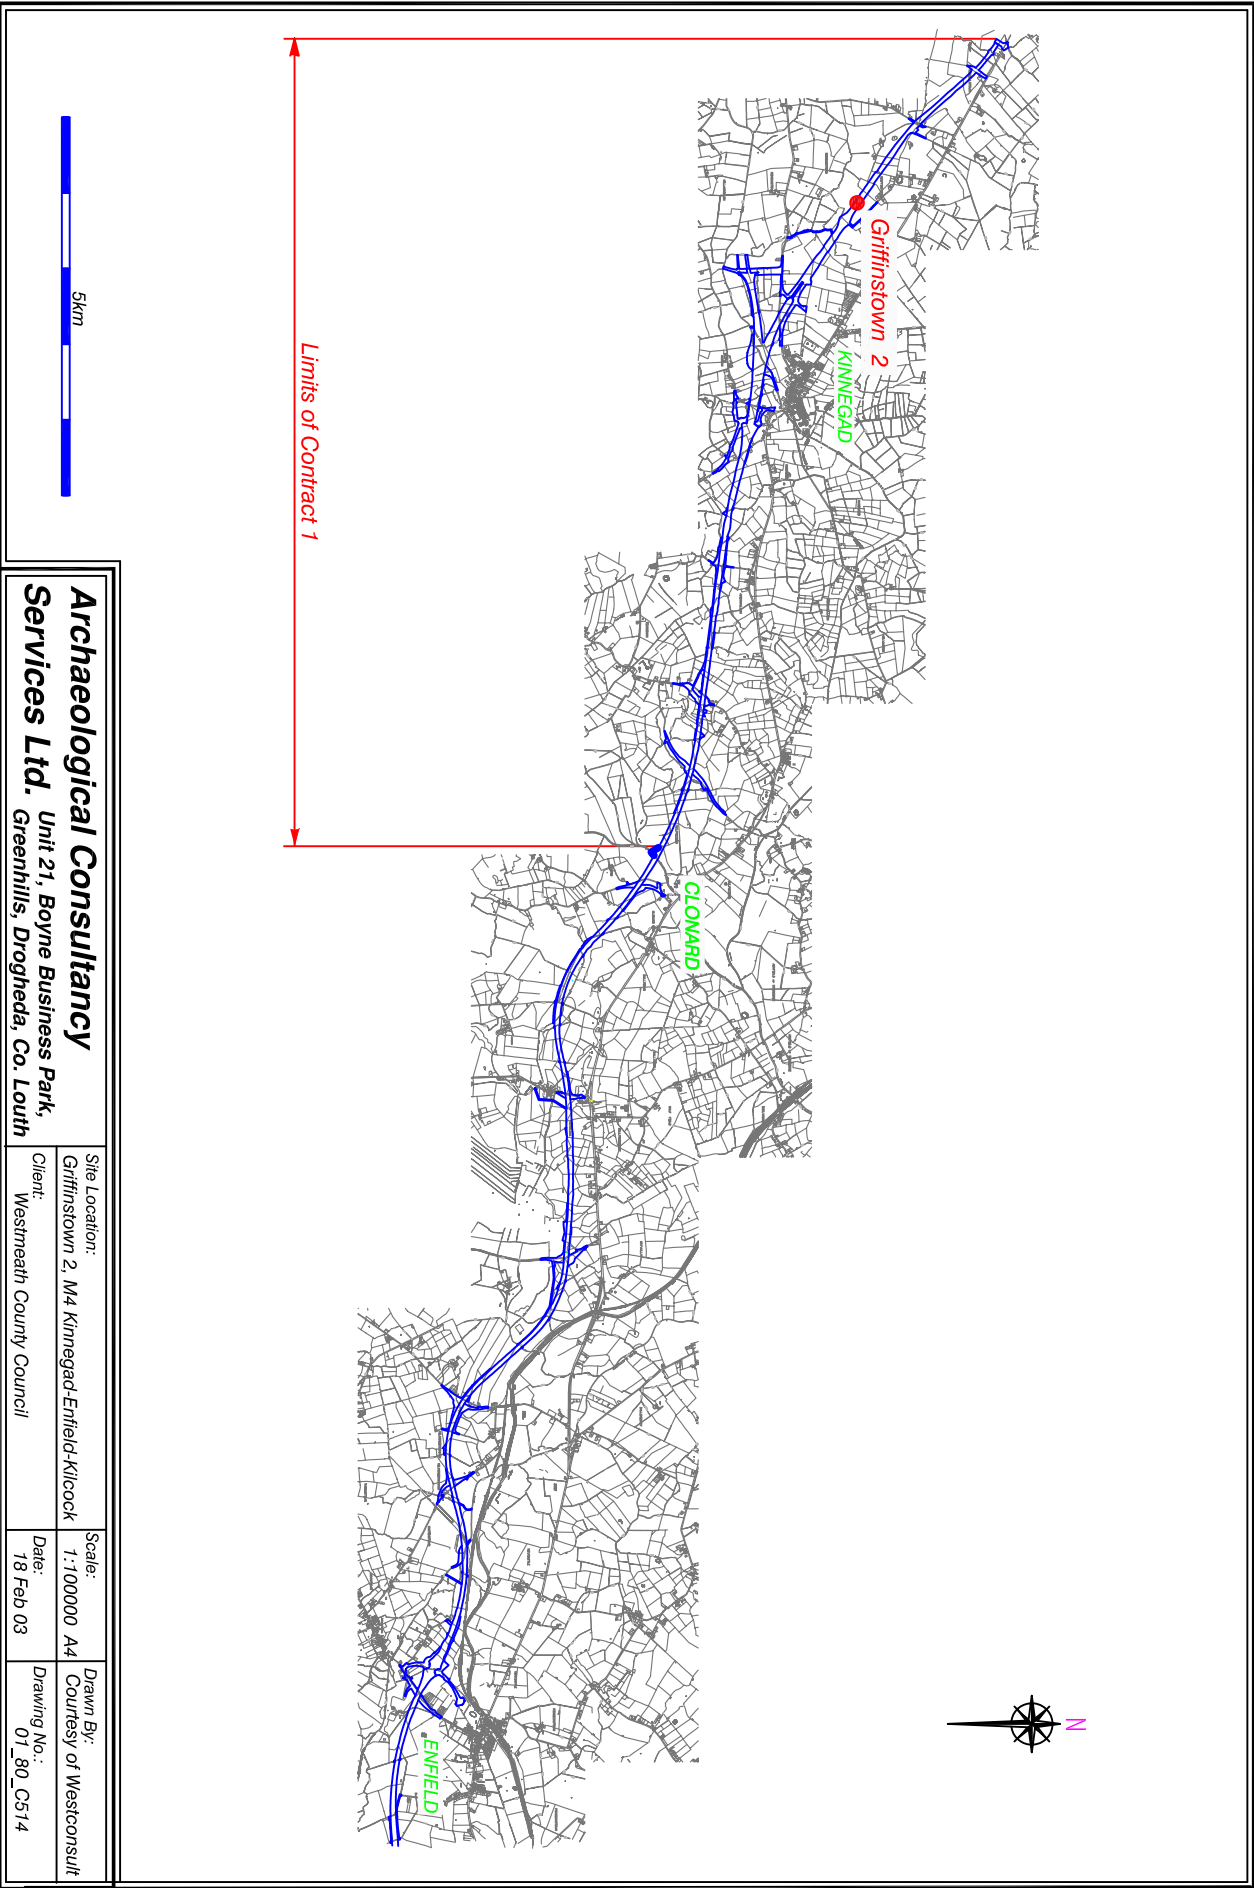 N
Griffinstown 2
KINNEGAD
CLONARD
ENFIELD
Limits of Contract 1
5km
Archaeological Consultancy
Services Ltd. Unit 21, Boyne Business Park,
Greenhills, Drogheda, Co. Louth
Site Location:
Griffinstown 2, M4 Kinnegad-Enfield-Kilcock
Client:
Westmeath County Council
Scale:
1:100000 A4
Date:
18 Feb 03
Drawn By:
Courtesy of Westconsult
Drawing No.:
01_80_C514